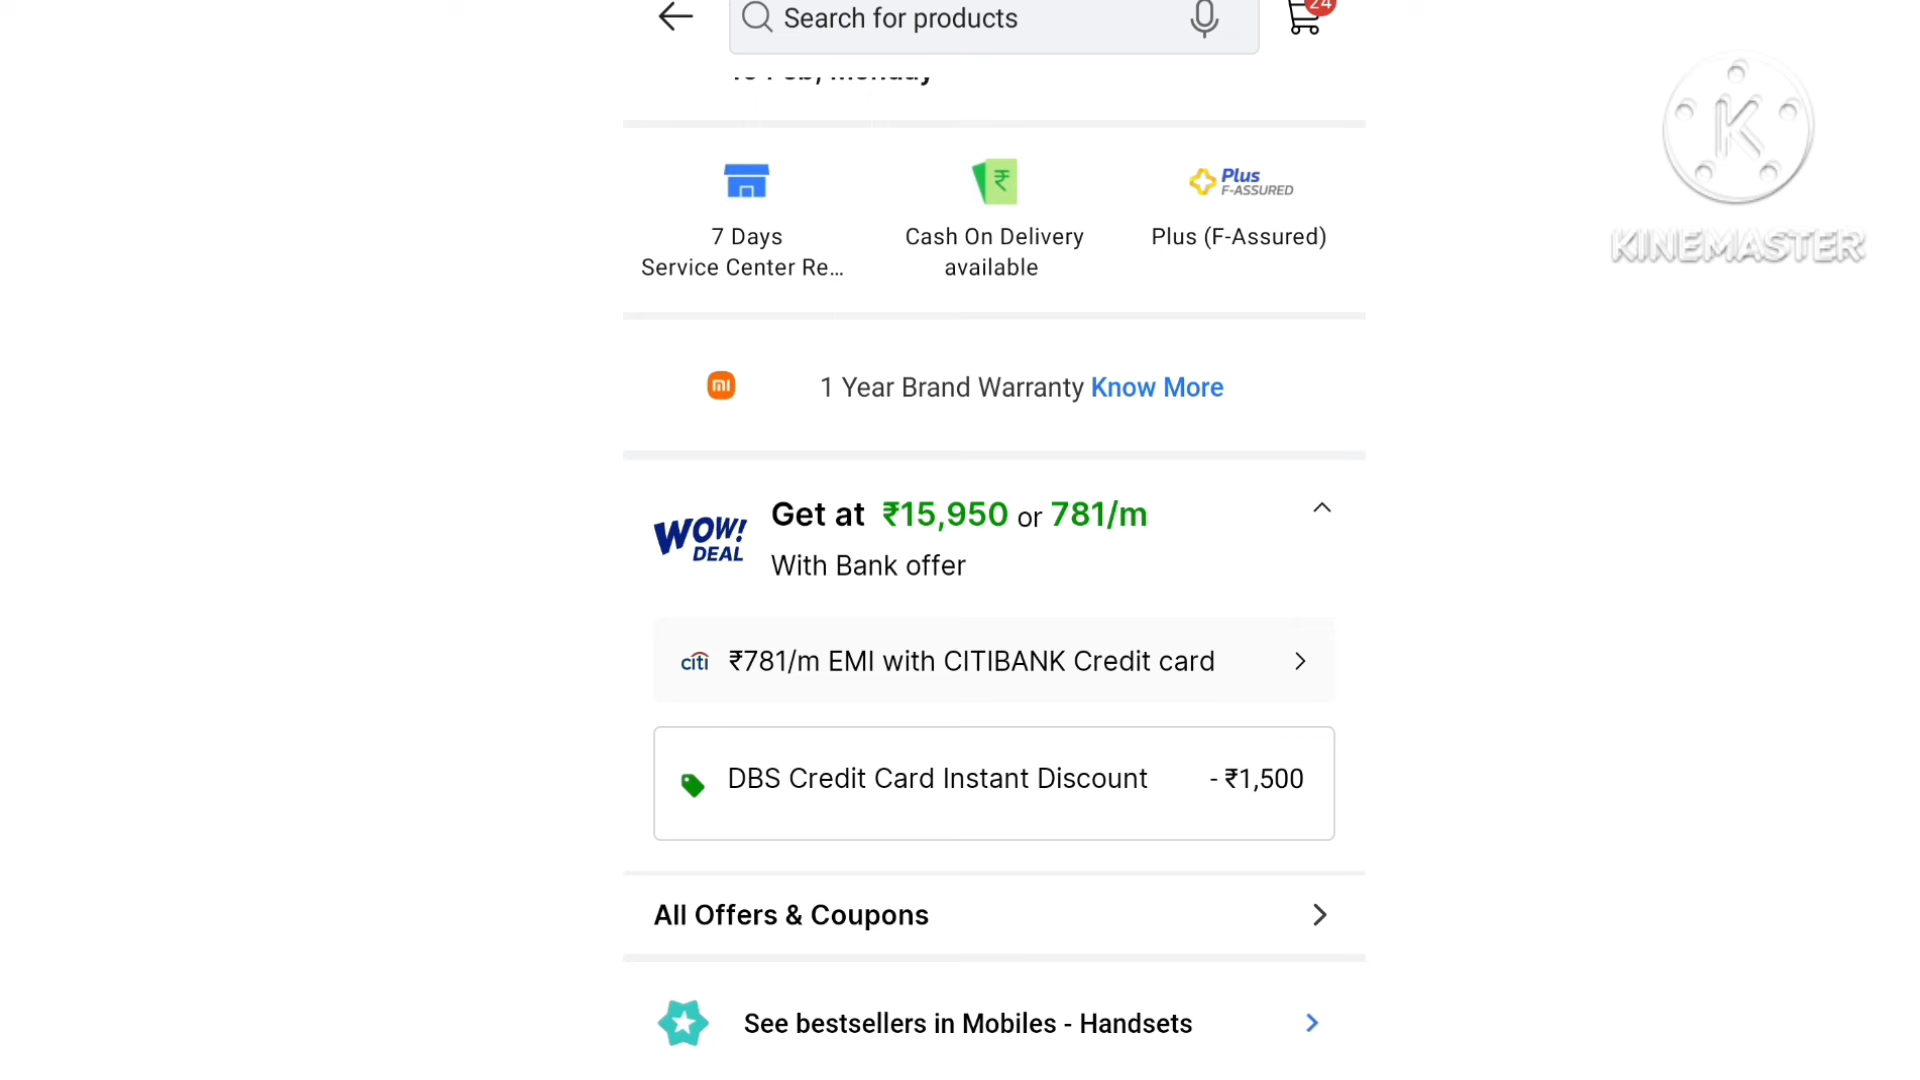 Search for products
24
7 Days
Service Center Re...
Cash On Delivery
available
Plus
F-ASSURED
Plus (F-Assured)
mi
1 Year Brand Warranty Know More
WOW!
DEAL
Get at ₹15,950 or 781/m
With Bank offer
citi ₹781/m EMI with CITIBANK Credit card
DBS Credit Card Instant Discount - ₹1,500
All Offers & Coupons
See bestsellers in Mobiles - Handsets
K
KINEMASTER